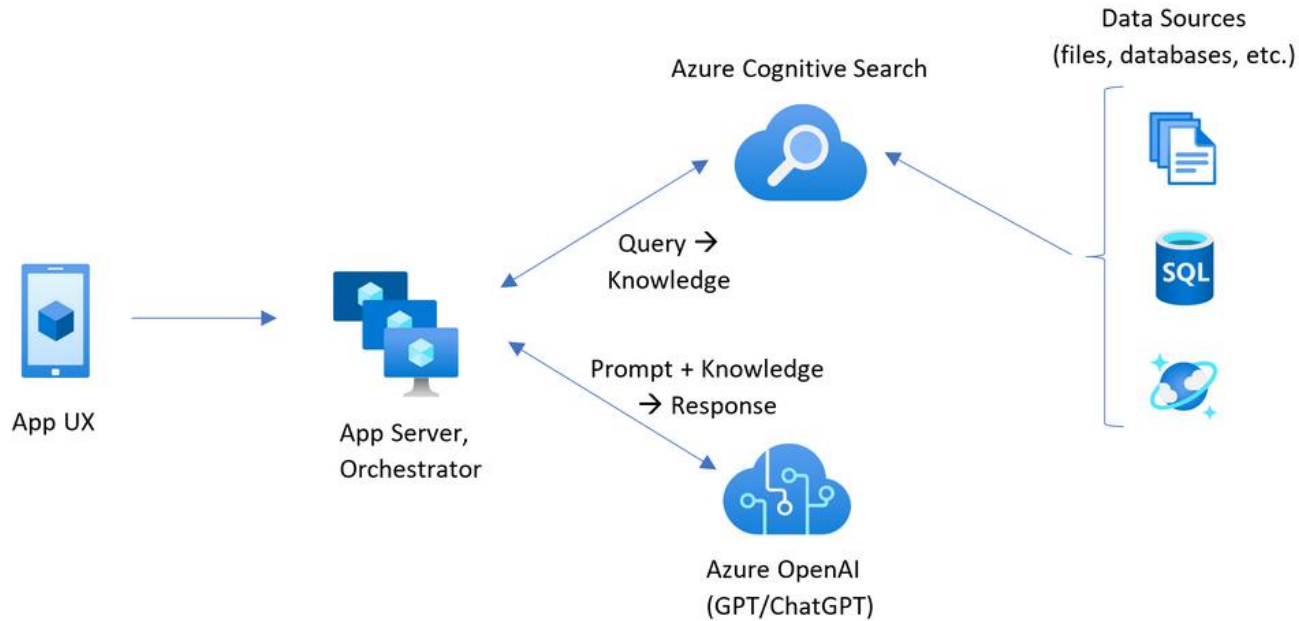 Data Sources
(files, databases, etc.)
Azure Cognitive Search
Query →
Knowledge
SQL
Prompt + Knowledge
→ Response
App UX
App Server,
Orchestrator
Azure OpenAI
(GPT/ChatGPT)